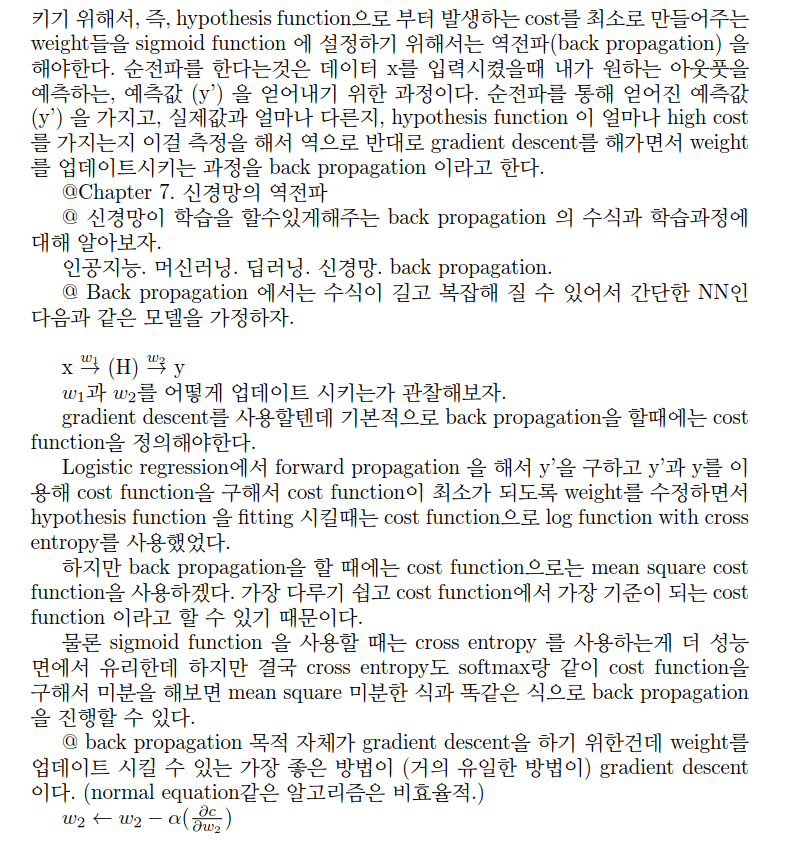 키기 위해서, 즉, hypothesis function으로 부터 발생하는 cost를 최소로 만들어주는
weight들을 sigmoid function 에 설정하기 위해서는 역전파(back propagation) 을
해야한다. 순전파를 한다는것은 데이터 x를 입력시켰을때 내가 원하는 아웃풋을
예측하는, 예측값 (y’) 을 얻어내기 위한 과정이다. 순전파를 통해 얻어진 예측값
(y’) 을 가지고, 실제값과 얼마나 다른지, hypothesis function 이 얼마나 high cost
를 가지는지 이걸 측정을 해서 역으로 반대로 gradient descent를 해가면서 weight
를 업데이트시키는 과정을 back propagation 이라고 한다.
@Chapter 7. 신경망의 역전파
@ 신경망이 학습을 할수있게해주는 back propagation 의 수식과 학습과정에
대해 알아보자.
인공지능. 머신러닝. 딥러닝. 신경망. back propagation.
@ Back propagation 에서는 수식이 길고 복잡해 질 수 있어서 간단한 NN인
다음과 같은 모델을 가정하자.
x →^{w₁} (H) →^{w₂} y
w₁과 w₂를 어떻게 업데이트 시키는가 관찰해보자.
gradient descent를 사용할텐데 기본적으로 back propagation을 할때에는 cost
function을 정의해야한다.
Logistic regression에서 forward propagation 을 해서 y’을 구하고 y’과 y를 이
용해 cost function을 구해서 cost function이 최소가 되도록 weight를 수정하면서
hypothesis function 을 fitting 시킬때는 cost function으로 log function with cross
entropy를 사용했었다.
하지만 back propagation을 할 때에는 cost function으로는 mean square cost
function을 사용하겠다. 가장 다루기 쉽고 cost function에서 가장 기준이 되는 cost
function 이라고 할 수 있기 때문이다.
물론 sigmoid function 을 사용할 때는 cross entropy 를 사용하는게 더 성능
면에서 유리한데 하지만 결국 cross entropy도 softmax랑 같이 cost function을
구해서 미분을 해보면 mean square 미분한 식과 똑같은 식으로 back propagation
을 진행할 수 있다.
@ back propagation 목적 자체가 gradient descent을 하기 위한건데 weight를
업데이트 시킬 수 있는 가장 좋은 방법이 (거의 유일한 방법이) gradient descent
이다. (normal equation같은 알고리즘은 비효율적.)
w₂ ← w₂ − α(∂c/∂w₂)